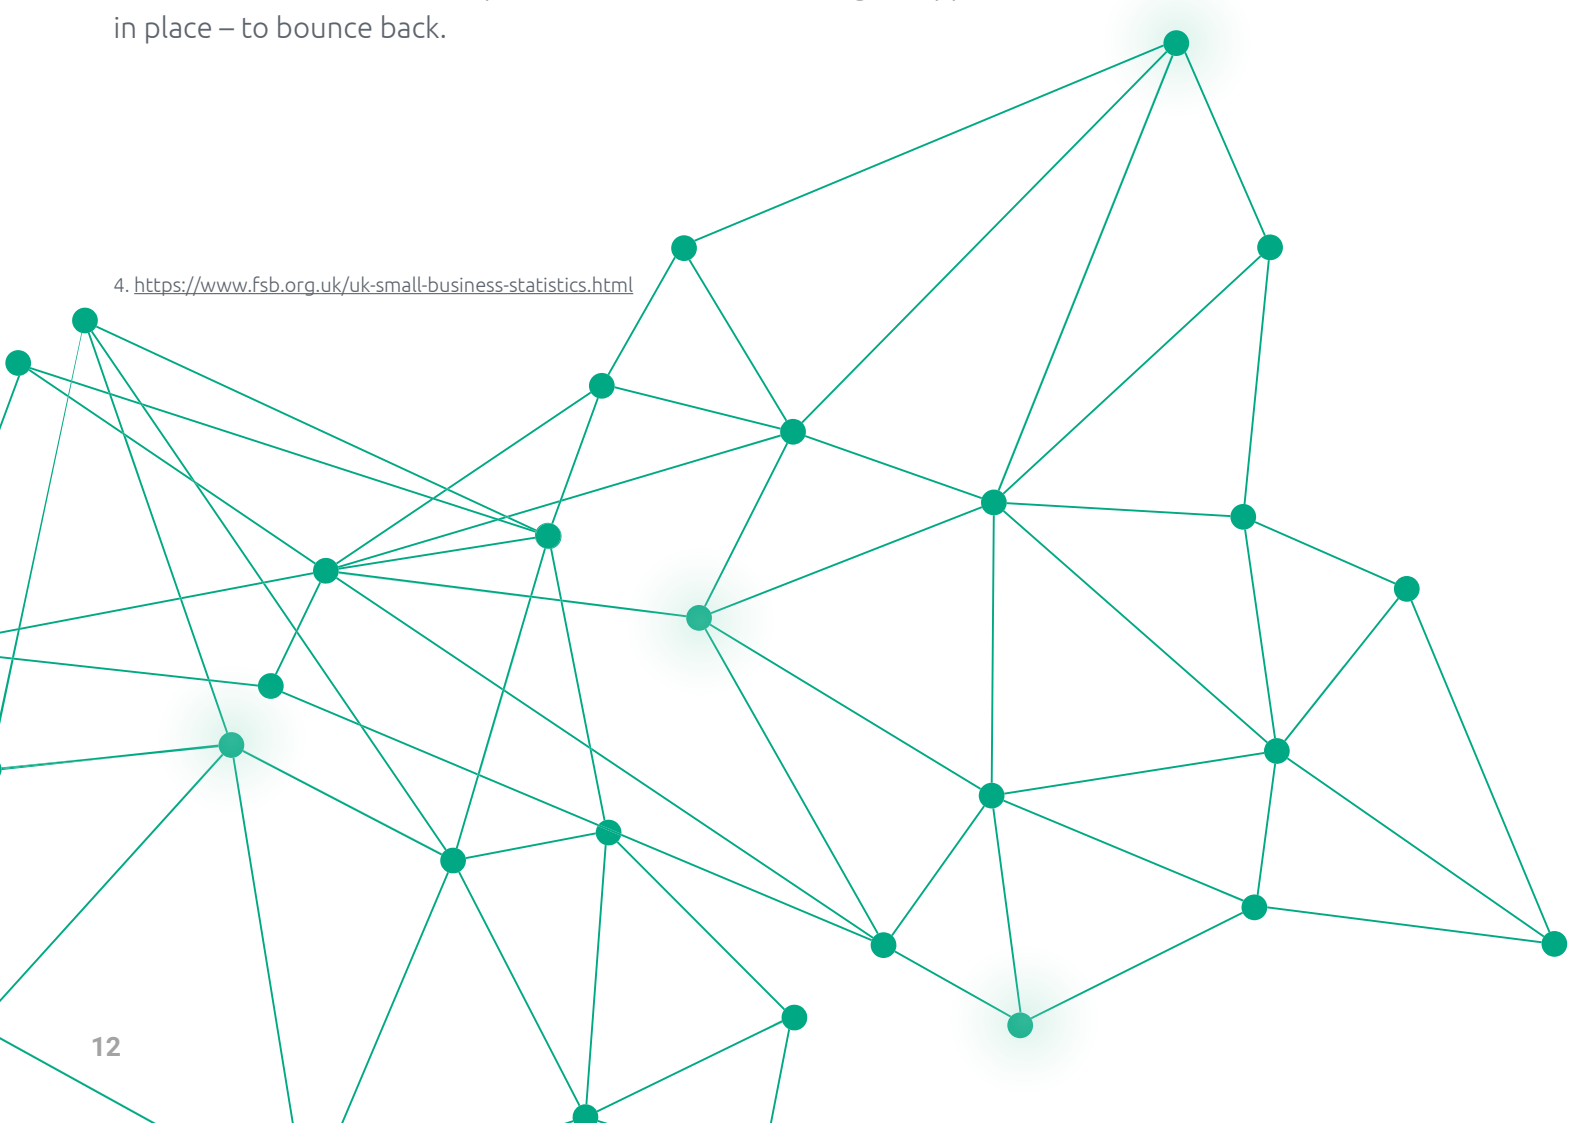 in place – to bounce back.
4. https://www.fsb.org.uk/uk-small-business-statistics.html
12